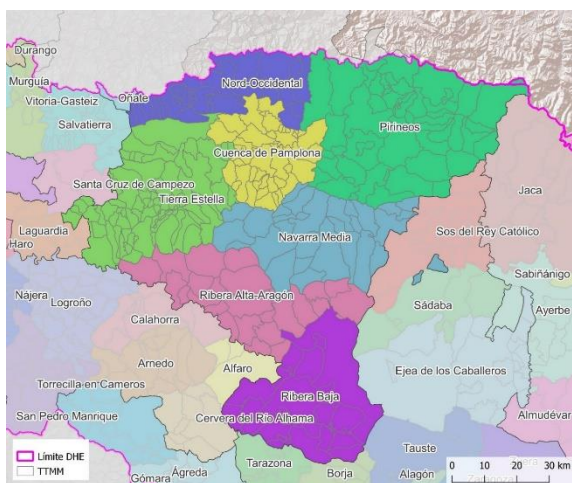 Durango
Murguía
Oñate
Nord-Occidental
Vitoria-Gasteiz
Salvatierra
Pirineos
Cuenca de Pamplona
Santa Cruz de Campezo
Tierra Estella
Jaca
Laguardia
Haro
Navarra Media
Sos del Rey Católico
Sabiñánigo
Ribera Alta-Aragón
Nájera
Logroño
Sádaba
Ayerbe
Calahorra
Arnedo
Alfaro
Ejea de los Caballeros
Torrecilla en Cameros
Ribera Baja
Almudévar
San Pedro Manrique
Cervera del Río Alhama
Tauste
Límite DHE
TTMM
Gómara
Ágreda
Tarazona
Borja
Alagón
Zaragoza
0 10 20 30 km